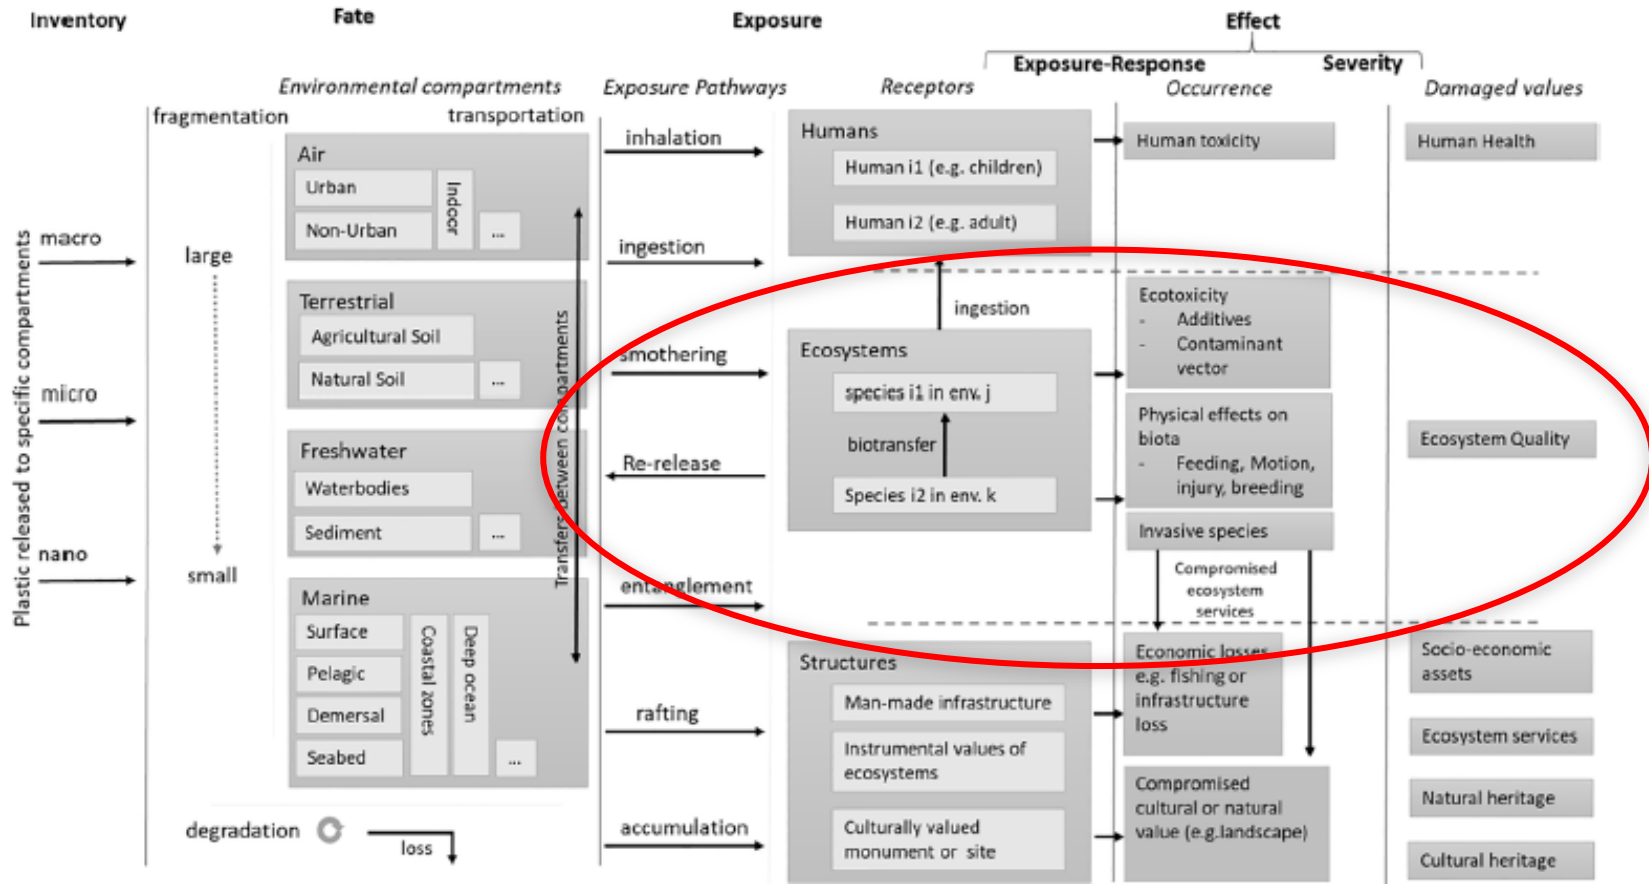 Inventory
Fate
Exposure
Effect
Exposure-Response
Severity
Environmental compartments
Exposure Pathways
Receptors
Occurrence
Damaged values
Plastic released to specific compartments
macro
micro
nano
fragmentation
transportation
large
small
Air
Urban
Non-Urban
Indoor
...
Terrestrial
Agricultural Soil
Natural Soil
...
Freshwater
Waterbodies
Sediment
...
Marine
Surface
Pelagic
Demersal
Seabed
Coastal zones
Deep ocean
...
Transfers between compartments
degradation
loss
inhalation
ingestion
smothering
Re-release
entanglement
rafting
accumulation
Humans
Human i1 (e.g. children)
Human i2 (e.g. adult)
ingestion
Ecosystems
species i1 in env. j
biotransfer
Species i2 in env. k
Structures
Man-made infrastructure
Instrumental values of
ecosystems
Culturally valued
monument or site
Human toxicity
Ecotoxicity
- Additives
- Contaminant
vector
Physical effects on
biota
- Feeding, Motion,
injury, breeding
Invasive species
Compromised
ecosystem
services
Economic losses
e.g. fishing or
infrastructure
loss
Compromised
cultural or natural
value (e.g.landscape)
Human Health
Ecosystem Quality
Socio-economic
assets
Ecosystem services
Natural heritage
Cultural heritage